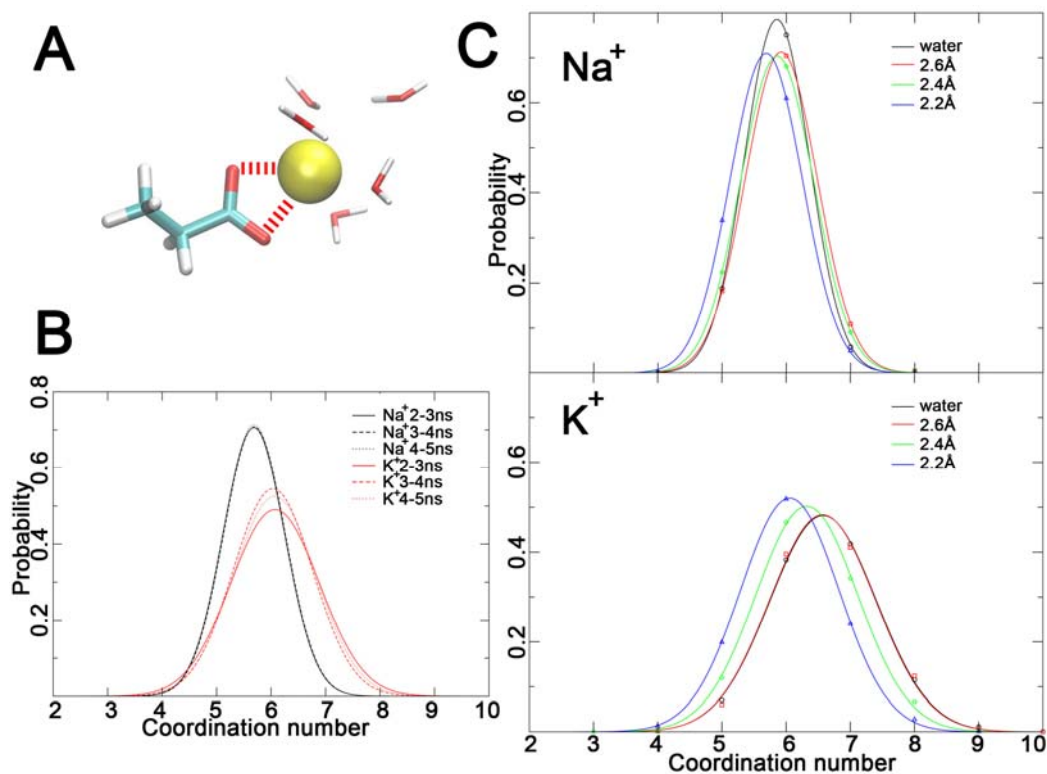 A
B
Probability
0.8
0.6
0.4
0.2
0
Na+2-3ns
Na+3-4ns
Na+4-5ns
K+2-3ns
K+3-4ns
K+4-5ns
2 3 4 5 6 7 8 9 10
Coordination number
C
Na+
water
2.6Å
2.4Å
2.2Å
Probability
0.6
0.4
0.2
K+
water
2.6Å
2.4Å
2.2Å
0.6
0.4
0.2
2 3 4 5 6 7 8 9 10
Coordination number